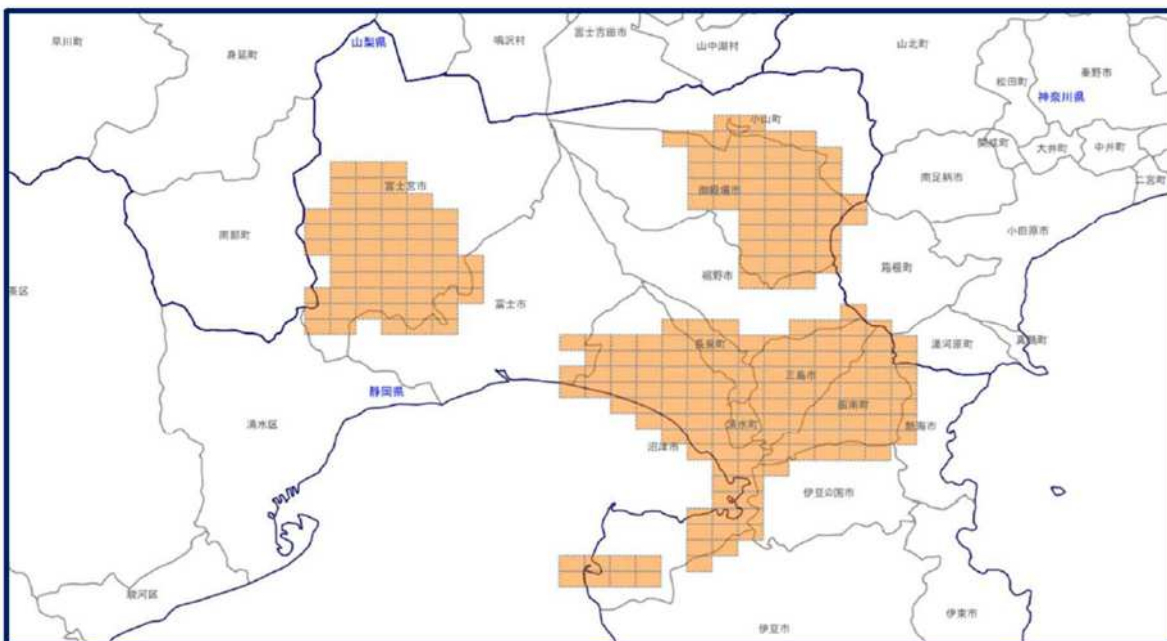 早川町
身延町
山梨県
鳴沢村
富士吉田市
山中湖村
山北町
松田町
秦野市
神奈川県
小山町
開成町
大井町
中井町
二宮町
南足柄市
富士宮市
御殿場市
南部町
小田原市
箱根町
裾野市
葵区
富士市
湯河原町
真鶴町
長泉町
三島市
静岡県
函南町
清水区
清水町
熱海市
沼津市
伊豆の国市
駿河区
伊豆市
伊東市